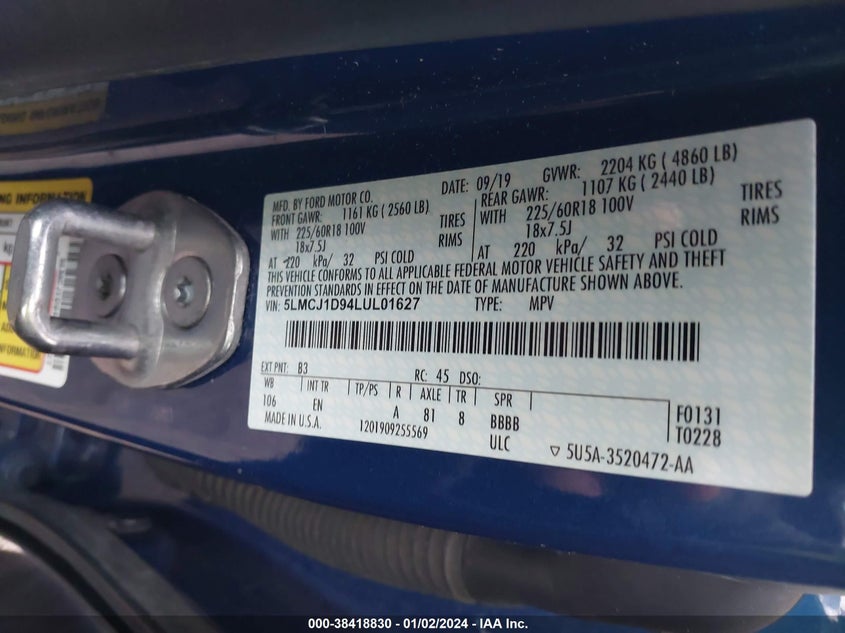 MFD. BY FORD MOTOR CO. DATE: 09/19 GVWR: 2204 KG ( 4860 LB)
FRONT GAWR: 1161 KG ( 2560 LB) REAR GAWR: 1107 KG ( 2440 LB)
WITH 225/60R18 100V TIRES WITH 225/60R18 100V TIRES
18x7.5J RIMS 18x7.5J RIMS
AT 220 kPa/ 32 PSI COLD AT 220 kPa/ 32 PSI COLD
THIS VEHICLE CONFORMS TO ALL APPLICABLE FEDERAL MOTOR VEHICLE SAFETY AND THEFT
PREVENTION STANDARDS IN EFFECT ON THE DATE OF MANUFACTURE SHOWN ABOVE.
VIN: 5LMCJ1D94LUL01627 TYPE: MPV
EXT PNT: B3 RC: 45 DSO:
WB INT TR TP/PS R AXLE TR SPR
106 EN A 81 8 BBBB F0131
MADE IN U.S.A. 1201909255569 ULC T0228
▽ 5U5A-3520472-AA
INFORMATION
INFORMATION
000-38418830 - 01/02/2024 - IAA Inc.